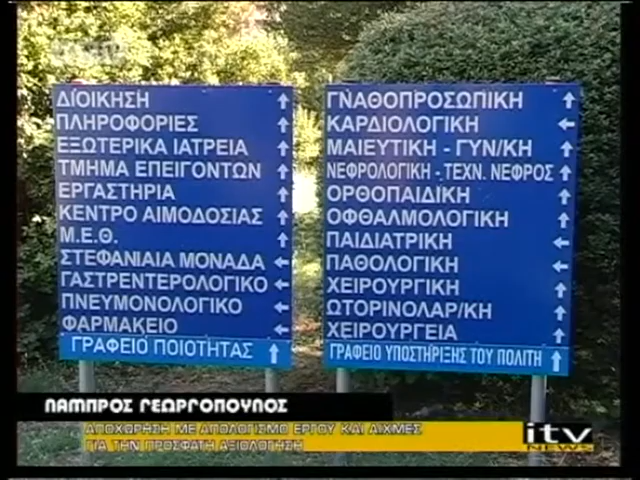 ΔΙΟΙΚΗΣΗ
ΠΛΗΡΟΦΟΡΙΕΣ
ΕΞΩΤΕΡΙΚΑ ΙΑΤΡΕΙΑ
ΤΜΗΜΑ ΕΠΕΙΓΟΝΤΩΝ
ΕΡΓΑΣΤΗΡΙΑ
ΚΕΝΤΡΟ ΑΙΜΟΔΟΣΙΑΣ
Μ.Ε.Θ.
ΣΤΕΦΑΝΙΑΙΑ ΜΟΝΑΔΑ
ΓΑΣΤΡΕΝΤΕΡΟΛΟΓΙΚΟ
ΠΝΕΥΜΟΝΟΛΟΓΙΚΟ
ΦΑΡΜΑΚΕΙΟ
ΓΡΑΦΕΙΟ ΠΟΙΟΤΗΤΑΣ
ΓΝΑΘΟΠΡΟΣΩΠΙΚΗ
ΚΑΡΔΙΟΛΟΓΙΚΗ
ΜΑΙΕΥΤΙΚΗ - ΓΥΝ/ΚΗ
ΝΕΦΡΟΛΟΓΙΚΗ - ΤΕΧΝ. ΝΕΦΡΟΣ
ΟΡΘΟΠΑΙΔΙΚΗ
ΟΦΘΑΛΜΟΛΟΓΙΚΗ
ΠΑΙΔΙΑΤΡΙΚΗ
ΠΑΘΟΛΟΓΙΚΗ
ΧΕΙΡΟΥΡΓΙΚΗ
ΩΤΟΡΙΝΟΛΑΡ/ΚΗ
ΧΕΙΡΟΥΡΓΕΙΑ
ΓΡΑΦΕΙΟ ΥΠΟΣΤΗΡΙΞΗΣ ΤΟΥ ΠΟΛΙΤΗ
ΛΑΜΠΡΟΣ ΓΕΩΡΓΟΠΟΥΛΟΣ
ΑΠΟΧΩΡΗΣΗ ΜΕ ΑΠΟΛΟΓΙΣΜΟ ΕΡΓΟΥ ΚΑΙ ΑΙΧΜΕΣ
ΓΙΑ ΤΗΝ ΠΡΟΣΦΑΤΗ ΑΞΙΟΛΟΓΗΣΗ
itv
NEWS